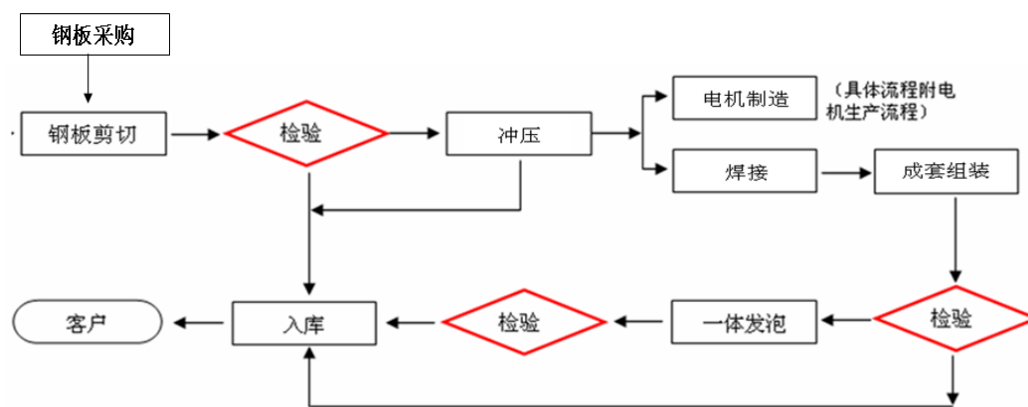 钢板采购
钢板剪切
检验
冲压
电机制造
（具体流程附电
机生产流程）
焊接
成套组装
客户
入库
检验
一体发泡
检验